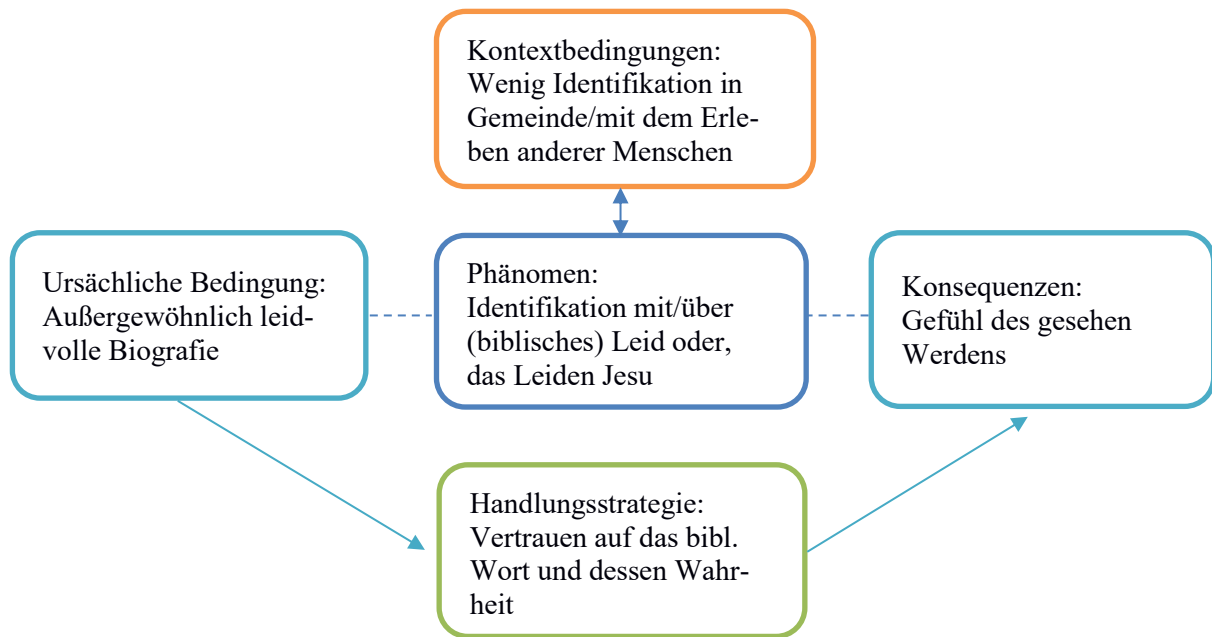 Kontextbedingungen:
Wenig Identifikation in
Gemeinde/mit dem Erle-
ben anderer Menschen
Ursächliche Bedingung:
Außergewöhnlich leid-
volle Biografie
Phänomen:
Identifikation mit/über
(biblisches) Leid oder,
das Leiden Jesu
Konsequenzen:
Gefühl des gesehen
Werdens
Handlungsstrategie:
Vertrauen auf das bibl.
Wort und dessen Wahr-
heit